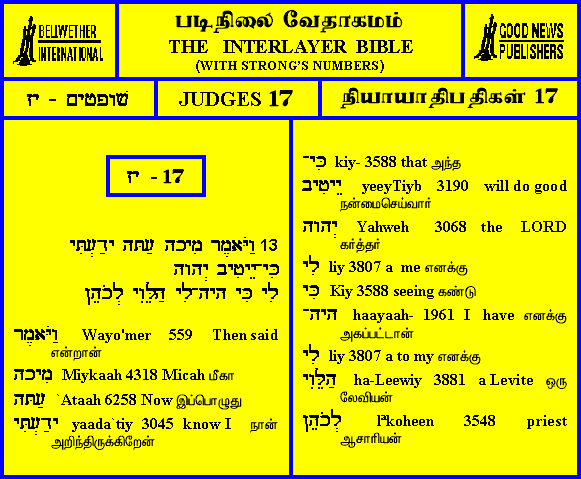 BELLWETHER
INTERNATIONAL
படிநிலை வேதாகமம்
THE INTERLAYER BIBLE
(WITH STRONG'S NUMBERS)
GOOD NEWS
PUBLISHERS
שופטים - יז
JUDGES 17
நியாயாதிபதிகள் 17
יז - 17
13 וַיֹּאמֶר מִיכָה עַתָּה יָדַעְתִּי
כִּי־יֵיטִיב יְהוָה
לִי כִּי הָיָה־לִי הַלֵּוִי לְכֹהֵן
וַיֹּאמֶר Wayo'mer 559 Then said
என்றான்
מִיכָה Miykaah 4318 Micah மீகா
עַתָּה `Ataah 6258 Now இப்பொழுது
יָדַעְתִּי yaada`tiy 3045 know I நான்
அறிந்திருக்கிறேன்
כִּי־ kiy- 3588 that அந்த
יֵיטִיב yeeyTiyb 3190 will do good
நன்மைசெய்வார்
יְהוָה Yahweh 3068 the LORD
கர்த்தர்
לִי liy 3807 a me எனக்கு
כִּי Kiy 3588 seeing கண்டு
הָיָה־ haayaah- 1961 I have எனக்கு
அகப்பட்டான்
לִי liy 3807 a to my எனக்கு
הַלֵּוִי ha-Leewiy 3881 a Levite ஒரு
லேவியன்
לְכֹהֵן lªkoheen 3548 priest
ஆசாரியன்